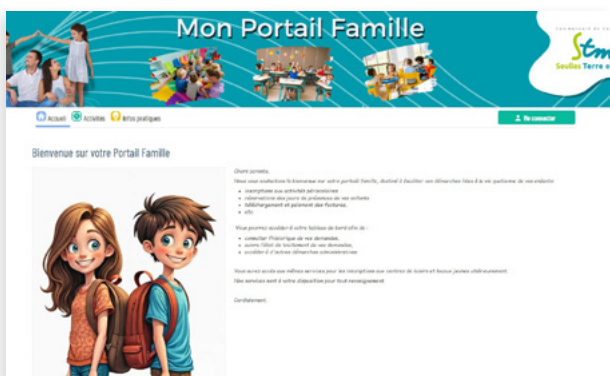 Mon Portail Famille
Stm
Seulles Terre
Accueil Activités Infos pratiques
Me connecter
Bienvenue sur votre Portail Famille
Chers parents,
Nous vous souhaitons la bienvenue sur votre portail famille, destiné à faciliter vos démarches liées à la vie quotienne de vos enfants:
• inscriptions aux activités périscolaires
• réservations des jours de présences de vos enfants
• téléchargement et paiement des factures.
• etc
Vous pourrez accéder à votre tableau de bord afin de :
• consulter l'historique de vos demandes,
• suivre l'état de traitement de vos demandes,
• accéder à d'autres démarches administratives
Vous aurez accès aux mêmes services pour les inscriptions aux centres de loisirs et locaux jeunes ultérieurement.
Nos services sont à votre disposition pour tout renseignement
Cordialement.